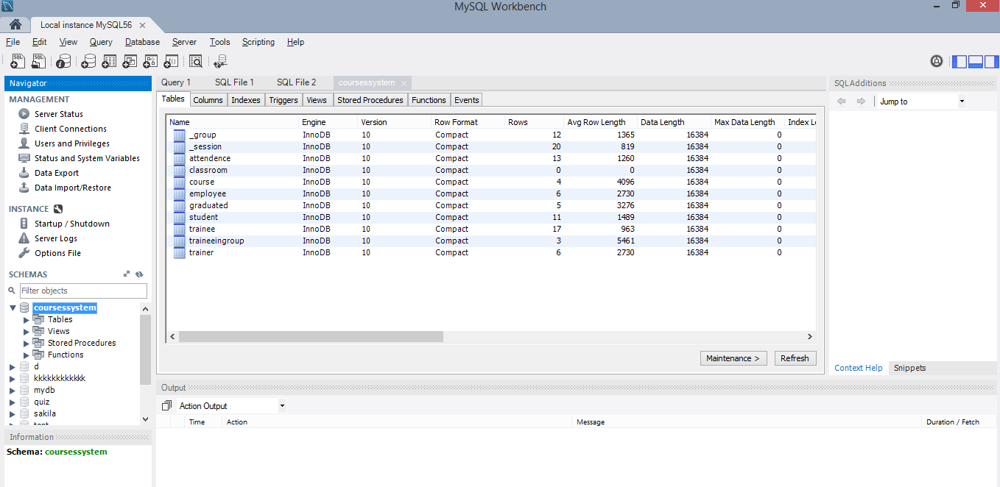 MySQL Workbench
Local instance MySQL56
File Edit View Query Database Server Tools Scripting Help
Navigator
MANAGEMENT
Server Status
Client Connections
Users and Privileges
Status and System Variables
Data Export
Data Import/Restore
INSTANCE
Startup / Shutdown
Server Logs
Options File
SCHEMAS
Filter objects
coursessystem
Tables
Views
Stored Procedures
Functions
d
kkkkkkkkkkkk
mydb
quiz
sakila
test
Information
Schema: coursessystem
Query 1 SQL File 1 SQL File 2 coursessystem
Tables Columns Indexes Triggers Views Stored Procedures Functions Events
Name Engine Version Row Format Rows Avg Row Length Data Length Max Data Length Index Le
_group InnoDB 10 Compact 12 1365 16384 0
_session InnoDB 10 Compact 20 819 16384 0
attendence InnoDB 10 Compact 13 1260 16384 0
classroom InnoDB 10 Compact 0 0 16384 0
course InnoDB 10 Compact 4 4096 16384 0
employee InnoDB 10 Compact 6 2730 16384 0
graduated InnoDB 10 Compact 5 3276 16384 0
student InnoDB 10 Compact 11 1489 16384 0
trainee InnoDB 10 Compact 17 963 16384 0
traineeingroup InnoDB 10 Compact 3 5461 16384 0
trainer InnoDB 10 Compact 6 2730 16384 0
Maintenance > Refresh
Output
Action Output
Time Action Message Duration / Fetch
SQLAdditions
Jump to
Context Help Snippets